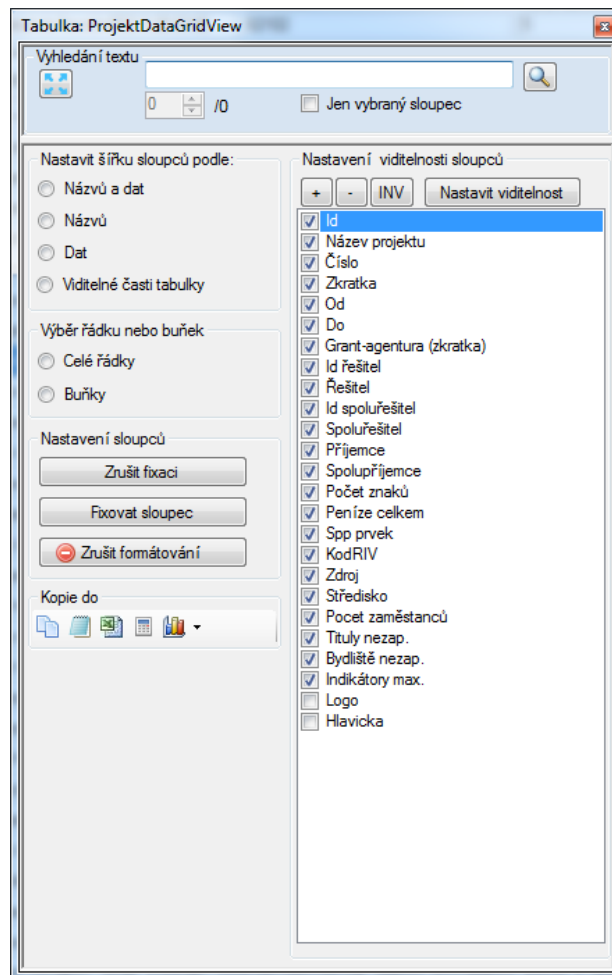 Tabulka: ProjektDataGridView
Vyhledání textu
0 /0 Jen vybraný sloupec
Nastavit šířku sloupců podle:
Názvů a dat
Názvů
Dat
Viditelné časti tabulky
Výběr řádku nebo buňek
Celé řádky
Buňky
Nastavení sloupců
Zrušit fixaci
Fixovat sloupec
Zrušit formátování
Kopie do
Nastavení viditelnosti sloupců
+ - INV Nastavit viditelnost
Id
Název projektu
Číslo
Zkratka
Od
Do
Grant-agentura (zkratka)
Id řešitel
Řešitel
Id spoluřešitel
Spoluřešitel
Příjemce
Spolupříjemce
Počet znaků
Peníze celkem
Spp prvek
KodRIV
Zdroj
Středisko
Pocet zaměstanců
Tituly nezap.
Bydliště nezap.
Indikátory max.
Logo
Hlavicka